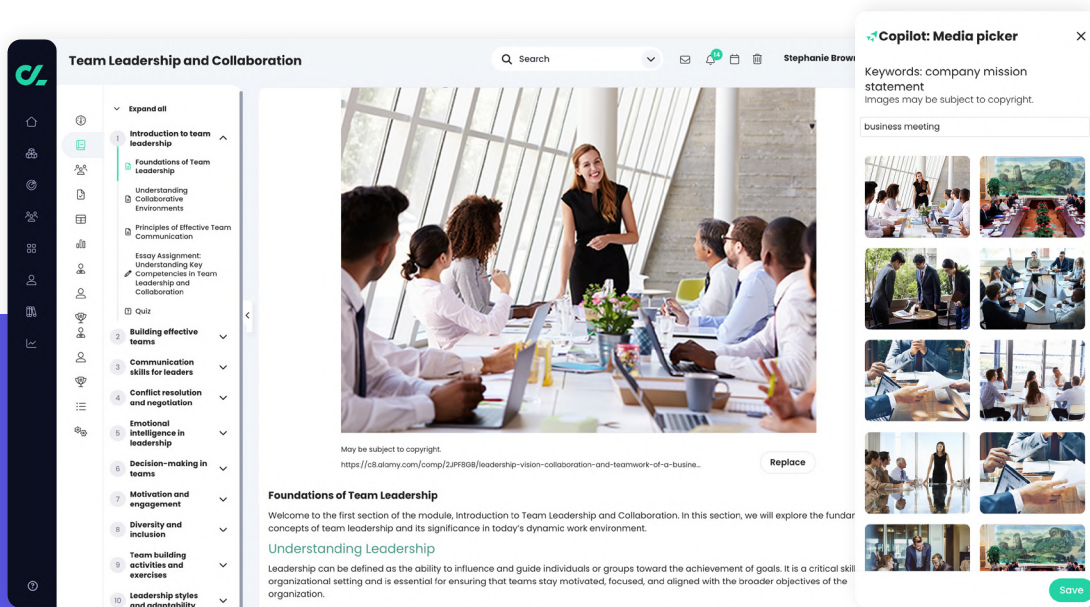 Team Leadership and Collaboration
Search
14
Stephanie Brown
Expand all
1
Introduction to team
leadership
Foundations of Team
Leadership
Understanding
Collaborative
Environments
Principles of Effective Team
Communication
Essay Assignment:
Understanding Key
Competencies in Team
Leadership and
Collaboration
Quiz
2
Building effective
teams
3
Communication
skills for leaders
4
Conflict resolution
and negotiation
5
Emotional
intelligence in
leadership
6
Decision-making in
teams
7
Motivation and
engagement
8
Diversity and
inclusion
9
Team building
activities and
exercises
10
Leadership styles
and adaptability
May be subject to copyright.
https://c8.alamy.com/comp/2JPF8GB/leadership-vision-collaboration-and-teamwork-of-a-busine...
Replace
Foundations of Team Leadership
Welcome to the first section of the module, Introduction to Team Leadership and Collaboration. In this section, we will explore the fundar
concepts of team leadership and its significance in today's dynamic work environment.
Understanding Leadership
Leadership can be defined as the ability to influence and guide individuals or groups toward the achievement of goals. It is a critical skil
organizational setting and is essential for ensuring that teams stay motivated, focused, and aligned with the broader objectives of the
organization.
Copilot: Media picker
Keywords: company mission
statement
Images may be subject to copyright.
business meeting
Save